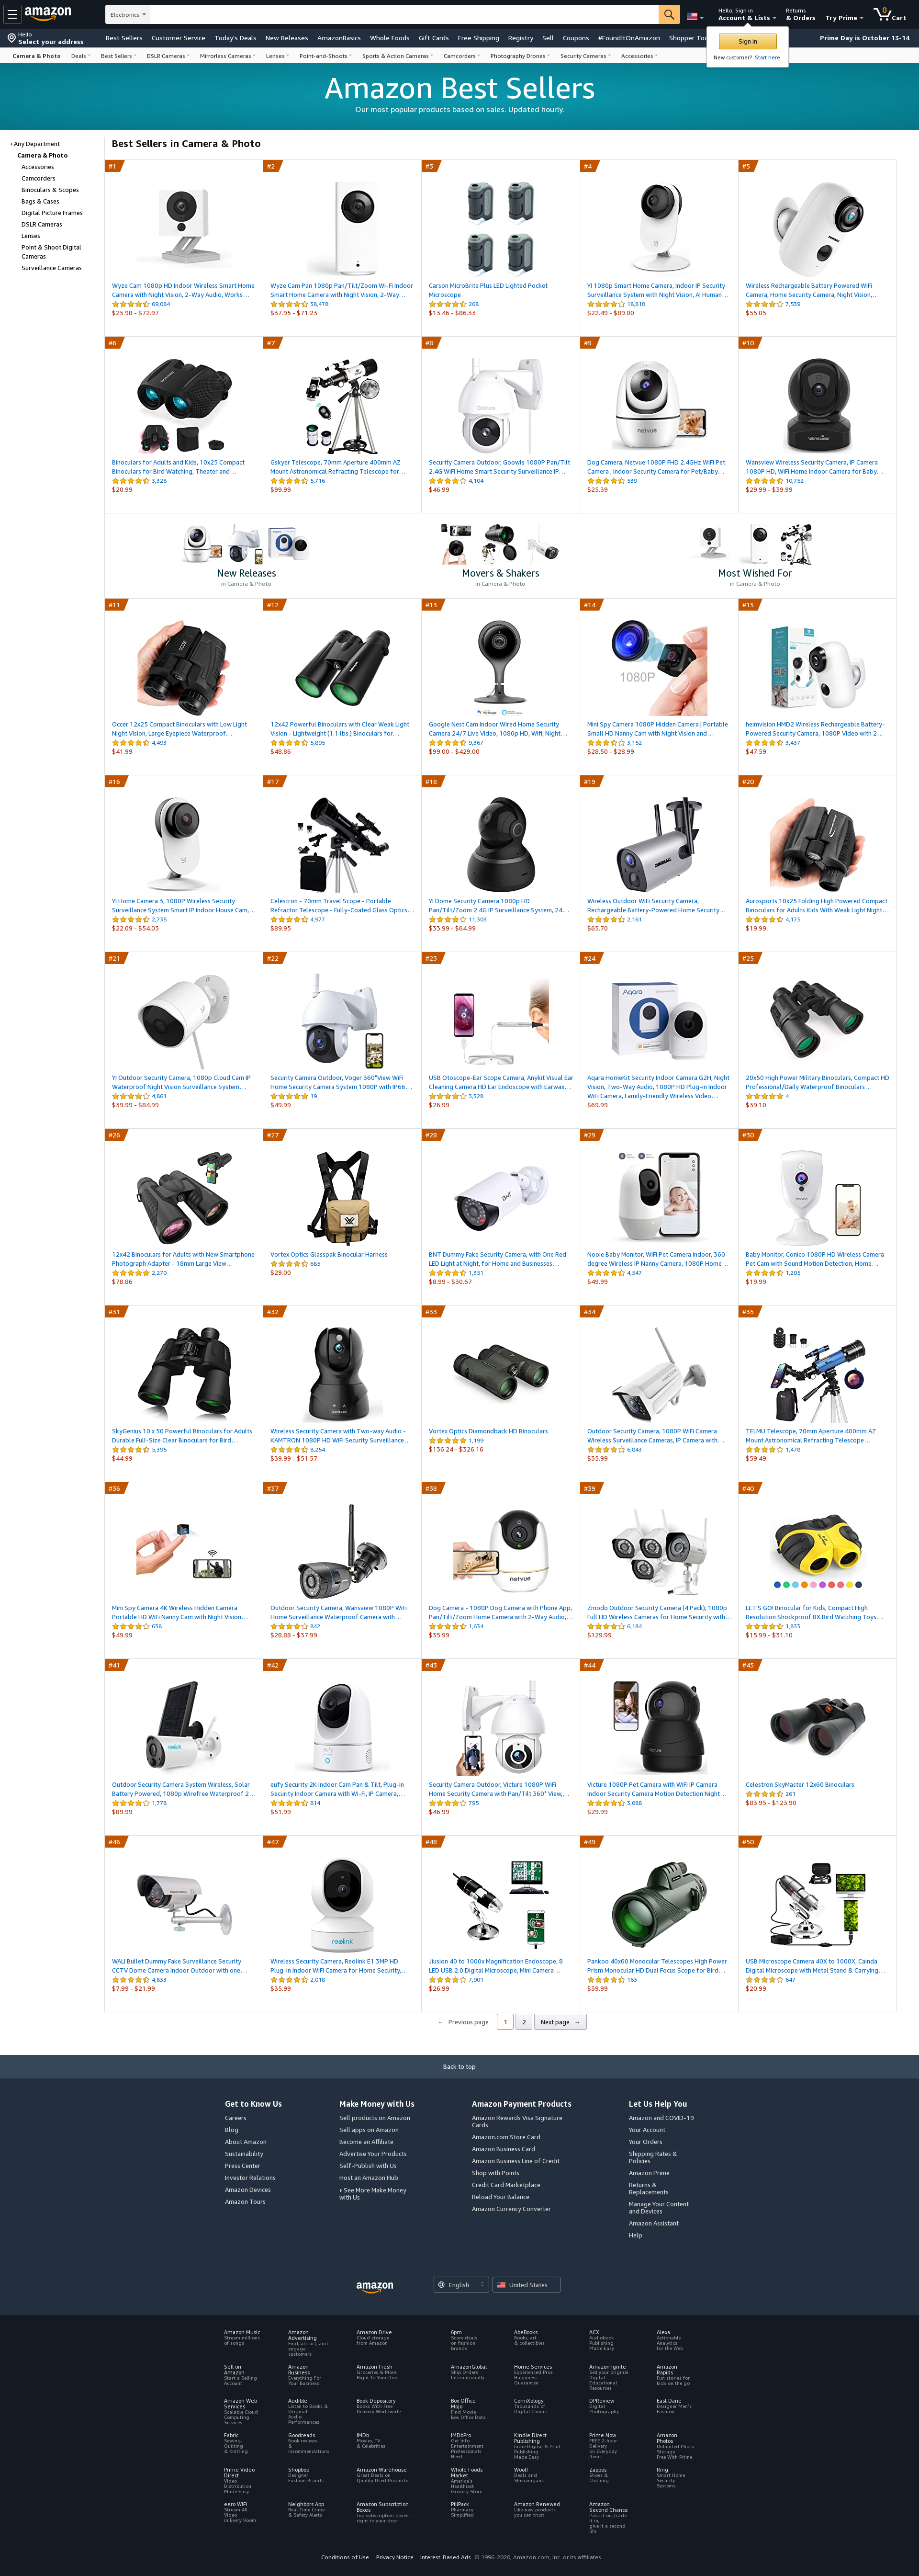 amazon
Electronics
Hello, Sign in
Account & Lists
Returns
& Orders
Try Prime
0
Cart
Hello
Select your address
Best Sellers
Customer Service
Today's Deals
New Releases
AmazonBasics
Whole Foods
Gift Cards
Free Shipping
Registry
Sell
Coupons
#FoundItOnAmazon
Shopper
Prime Day is October 13-14
Sign in
New customer? Start here.
Camera & Photo
Deals
Best Sellers
DSLR Cameras
Mirrorless Cameras
Lenses
Point-and-Shoots
Sports & Action Cameras
Camcorders
Photography Drones
Security Cameras
Accessories
Amazon Best Sellers
Our most popular products based on sales. Updated hourly.
‹ Any Department
Camera & Photo
Accessories
Camcorders
Binoculars & Scopes
Bags & Cases
Digital Picture Frames
DSLR Cameras
Lenses
Point & Shoot Digital
Cameras
Surveillance Cameras
Best Sellers in Camera & Photo
#1
Wyze Cam 1080p HD Indoor Wireless Smart Home
Camera with Night Vision, 2-Way Audio, Works…
69,084
$25.98 - $72.97
#2
Wyze Cam Pan 1080p Pan/Tilt/Zoom Wi-Fi Indoor
Smart Home Camera with Night Vision, 2-Way…
38,478
$37.95 - $71.23
#3
Carson MicroBrite Plus LED Lighted Pocket
Microscope
268
$13.46 - $86.33
#4
YI 1080p Smart Home Camera, Indoor IP Security
Surveillance System with Night Vision, AI Human…
18,818
$22.49 - $89.00
#5
Wireless Rechargeable Battery Powered WiFi
Camera, Home Security Camera, Night Vision,…
7,539
$55.05
#6
Binoculars for Adults and Kids, 10x25 Compact
Binoculars for Bird Watching, Theater and…
3,328
$20.99
#7
Gskyer Telescope, 70mm Aperture 400mm AZ
Mount Astronomical Refracting Telescope for…
5,716
$99.99
#8
Security Camera Outdoor, Goowls 1080P Pan/Tilt
2.4G WiFi Home Smart Security Surveillance IP…
4,104
$46.99
#9
netvue
Dog Camera, Netvue 1080P FHD 2.4GHz WiFi Pet
Camera , Indoor Security Camera for Pet/Baby…
539
$25.39
#10
wansview
Wansview Wireless Security Camera, IP Camera
1080P HD, WiFi Home Indoor Camera for Baby…
10,752
$29.99 - $39.99
New Releases
in Camera & Photo
Movers & Shakers
in Camera & Photo
Most Wished For
in Camera & Photo
#11
Occer 12x25 Compact Binoculars with Low Light
Night Vision, Large Eyepiece Waterproof…
4,493
$41.99
#12
12x42 Powerful Binoculars with Clear Weak Light
Vision - Lightweight (1.1 lbs.) Binoculars for…
5,895
$48.86
#13
Google Nest Cam Indoor Wired Home Security
Camera 24/7 Live Video, 1080p HD, Wifi, Night…
9,367
$99.00 - $429.00
#14
1080P
Mini Spy Camera 1080P Hidden Camera | Portable
Small HD Nanny Cam with Night Vision and…
3,152
$28.50 - $28.99
#15
heimvision HMD2 Wireless Rechargeable Battery-
Powered Security Camera, 1080P Video with 2…
3,437
$47.59
#16
YI Home Camera 3, 1080P Wireless Security
Surveillance System Smart IP Indoor House Cam,…
2,735
$22.09 - $54.03
#17
Celestron - 70mm Travel Scope - Portable
Refractor Telescope - Fully-Coated Glass Optics…
4,977
$89.95
#18
YI Dome Security Camera 1080p HD
Pan/Tilt/Zoom 2.4G IP Surveillance System, 24…
11,303
$33.99 - $64.99
#19
Wireless Outdoor WiFi Security Camera,
Rechargeable Battery-Powered Home Security…
2,161
$65.70
#20
Aurosports 10x25 Folding High Powered Compact
Binoculars for Adults Kids With Weak Light Night…
4,175
$19.99
#21
YI Outdoor Security Camera, 1080p Cloud Cam IP
Waterproof Night Vision Surveillance System…
4,861
$39.99 - $84.99
#22
Security Camera Outdoor, Voger 360°View WiFi
Home Security Camera System 1080P with IP66…
19
$49.99
#23
USB Otoscope-Ear Scope Camera, Anykit Visual Ear
Cleaning Camera HD Ear Endoscope with Earwax…
3,328
$26.99
#24
Aqara
Aqara HomeKit Security Indoor Camera G2H, Night
Vision, Two-Way Audio, 1080P HD Plug-in Indoor
WiFi Camera, Family-Friendly Wireless Video…
$69.99
#25
20x50 High Power Military Binoculars, Compact HD
Professional/Daily Waterproof Binoculars…
4
$39.10
#26
12x42 Binoculars for Adults with New Smartphone
Photograph Adapter - 18mm Large View…
2,270
$78.86
#27
Vortex Optics Glasspak Binocular Harness
685
$29.00
#28
BNT Dummy Fake Security Camera, with One Red
LED Light at Night, for Home and Businesses…
1,351
$8.99 - $30.67
#29
Nooie Baby Monitor, WiFi Pet Camera Indoor, 360-
degree Wireless IP Nanny Camera, 1080P Home…
4,547
$49.99
#30
Baby Monitor, Conico 1080P HD Wireless Camera
Pet Cam with Sound Motion Detection, Home…
1,205
$19.99
#31
SkyGenius 10 x 50 Powerful Binoculars for Adults
Durable Full-Size Clear Binoculars for Bird…
5,395
$44.99
#32
Wireless Security Camera with Two-way Audio -
KAMTRON 1080P HD WiFi Security Surveillance…
8,254
$39.99 - $51.57
#33
Vortex Optics Diamondback HD Binoculars
1,199
$136.24 - $326.16
#34
Outdoor Security Camera, 1080P WiFi Camera
Wireless Surveillance Cameras, IP Camera with…
6,843
$35.99
#35
TELMU Telescope, 70mm Aperture 400mm AZ
Mount Astronomical Refracting Telescope…
1,478
$59.49
#36
Mini Spy Camera 4K Wireless Hidden Camera
Portable HD WiFi Nanny Cam with Night Vision…
636
$49.99
#37
Outdoor Security Camera, Wansview 1080P WiFi
Home Surveillance Waterproof Camera with…
842
$28.88 - $37.99
#38
netvue
Dog Camera - 1080P Dog Camera with Phone App,
Pan/Tilt/Zoom Home Camera with 2-Way Audio,…
1,634
$35.99
#39
Zmodo Outdoor Security Camera (4 Pack), 1080p
Full HD Wireless Cameras for Home Security with…
6,184
$129.99
#40
LET'S GO! Binocular for Kids, Compact High
Resolution Shockproof 8X Bird Watching Toys…
1,833
$15.99 - $31.10
#41
reolink
Outdoor Security Camera System Wireless, Solar
Battery Powered, 1080p Wirefree Waterproof 2…
1,778
$89.99
#42
eufy
eufy Security 2K Indoor Cam Pan & Tilt, Plug-in
Security Indoor Camera with Wi-Fi, IP Camera,…
814
$51.99
#43
Security Camera Outdoor, Victure 1080P WiFi
Home Security Camera with Pan/Tilt 360° View,…
795
$46.99
#44
Victure 1080P Pet Camera with WiFi IP Camera
Indoor Security Camera Motion Detection Night…
3,688
$29.99
#45
Celestron SkyMaster 12x60 Binoculars
261
$83.95 - $123.90
#46
WALI Bullet Dummy Fake Surveillance Security
CCTV Dome Camera Indoor Outdoor with one…
4,833
$7.99 - $21.99
#47
reolink
Wireless Security Camera, Reolink E1 3MP HD
Plug-in Indoor WiFi Camera for Home Security,…
2,018
$35.99
#48
Jiusion 40 to 1000x Magnification Endoscope, 8
LED USB 2.0 Digital Microscope, Mini Camera…
7,901
$26.99
#49
Pankoo 40x60 Monocular Telescopes High Power
Prism Monocular HD Dual Focus Scope for Bird…
163
$39.99
#50
USB Microscope Camera 40X to 1000X, Cainda
Digital Microscope with Metal Stand & Carrying…
647
$20.99
← Previous page
1
2
Next page →
Back to top
Get to Know Us
Careers
Blog
About Amazon
Sustainability
Press Center
Investor Relations
Amazon Devices
Amazon Tours
Make Money with Us
Sell products on Amazon
Sell apps on Amazon
Become an Affiliate
Advertise Your Products
Self-Publish with Us
Host an Amazon Hub
› See More Make Money
with Us
Amazon Payment Products
Amazon Rewards Visa Signature
Cards
Amazon.com Store Card
Amazon Business Card
Amazon Business Line of Credit
Shop with Points
Credit Card Marketplace
Reload Your Balance
Amazon Currency Converter
Let Us Help You
Amazon and COVID-19
Your Account
Your Orders
Shipping Rates &
Policies
Amazon Prime
Returns &
Replacements
Manage Your Content
and Devices
Amazon Assistant
Help
amazon
English
United States
Amazon Music
Stream millions
of songs
Amazon
Advertising
Find, attract, and
engage
customers
Amazon Drive
Cloud storage
from Amazon
6pm
Score deals
on fashion
brands
AbeBooks
Books, art
& collectibles
ACX
Audiobook
Publishing
Made Easy
Alexa
Actionable
Analytics
for the Web
Sell on
Amazon
Start a Selling
Account
Amazon
Business
Everything For
Your Business
Amazon Fresh
Groceries & More
Right To Your Door
AmazonGlobal
Ship Orders
Internationally
Home Services
Experienced Pros
Happiness
Guarantee
Amazon Ignite
Sell your original
Digital
Educational
Resources
Amazon
Rapids
Fun stories for
kids on the go
Amazon Web
Services
Scalable Cloud
Computing
Services
Audible
Listen to Books &
Original
Audio
Performances
Book Depository
Books With Free
Delivery Worldwide
Box Office
Mojo
Find Movie
Box Office Data
ComiXology
Thousands of
Digital Comics
DPReview
Digital
Photography
East Dane
Designer Men's
Fashion
Fabric
Sewing,
Quilting
& Knitting
Goodreads
Book reviews
&
recommendations
IMDb
Movies, TV
& Celebrities
IMDbPro
Get Info
Entertainment
Professionals
Need
Kindle Direct
Publishing
Indie Digital & Print
Publishing
Made Easy
Prime Now
FREE 2-Hour
Delivery
on Everyday
Items
Amazon
Photos
Unlimited Photo
Storage
Free With Prime
Prime Video
Direct
Video
Distribution
Made Easy
Shopbop
Designer
Fashion Brands
Amazon Warehouse
Great Deals on
Quality Used Products
Whole Foods
Market
America's
Healthiest
Grocery Store
Woot!
Deals and
Shenanigans
Zappos
Shoes &
Clothing
Ring
Smart Home
Security
Systems
eero WiFi
Stream 4K
Video
in Every Room
Neighbors App
Real-Time Crime
& Safety Alerts
Amazon Subscription
Boxes
Top subscription boxes –
right to your door
PillPack
Pharmacy
Simplified
Amazon Renewed
Like-new products
you can trust
Amazon
Second Chance
Pass it on, trade
it in,
give it a second
life
Conditions of Use
Privacy Notice
Interest-Based Ads
© 1996-2020, Amazon.com, Inc. or its affiliates